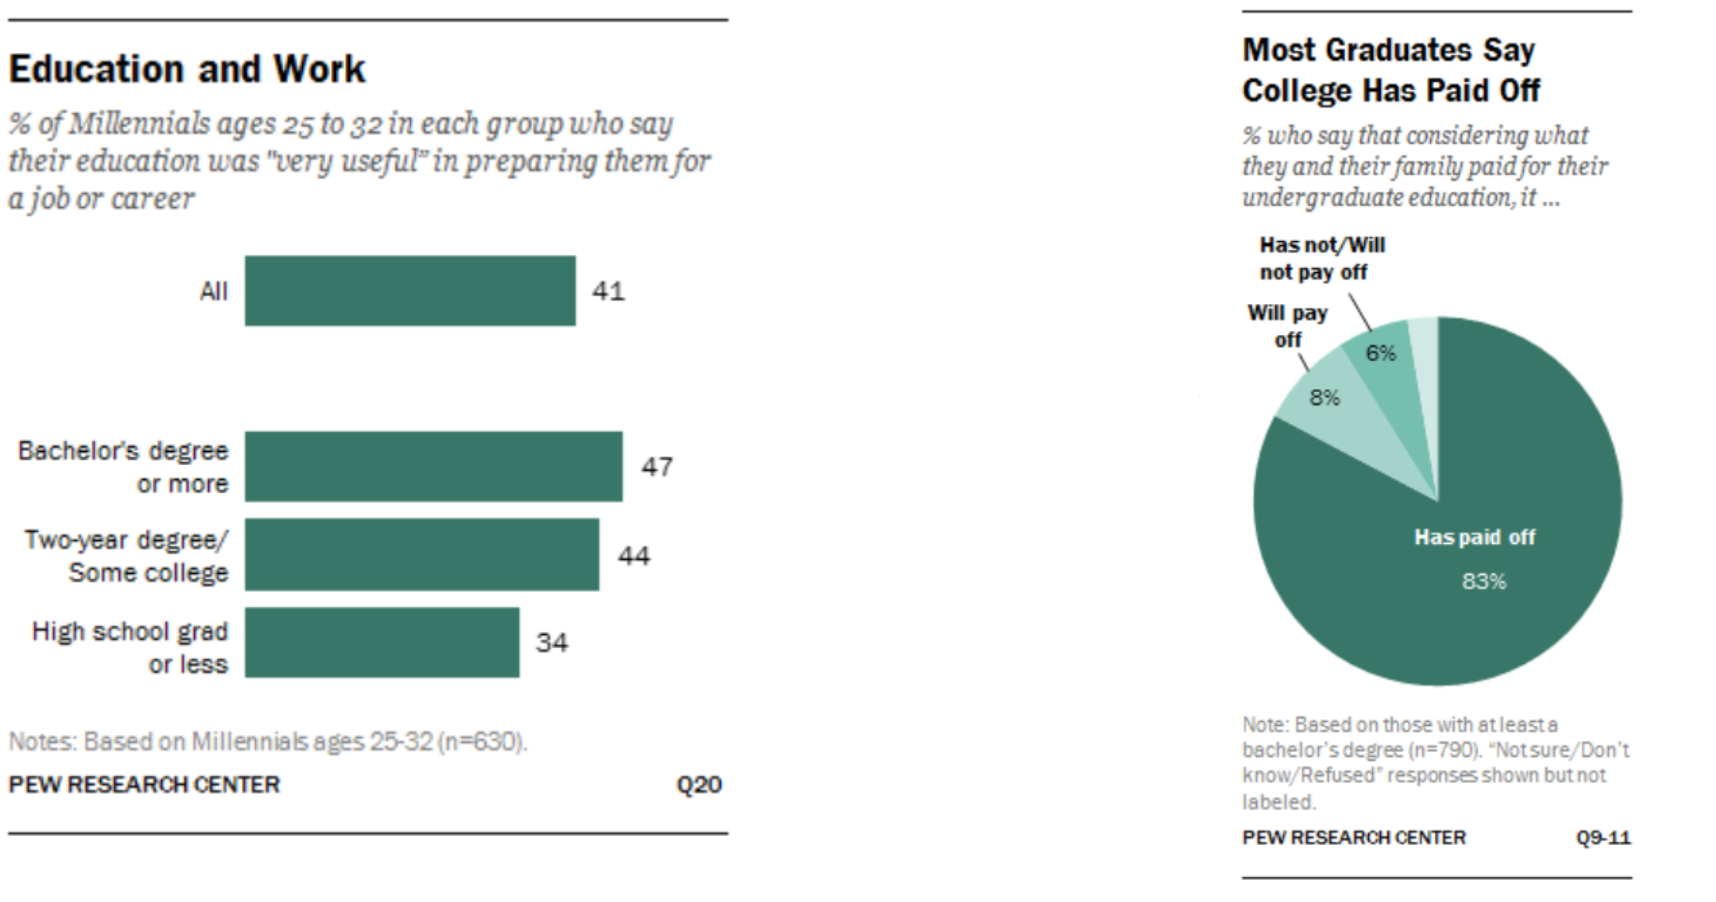 Education and Work
% of Millennials ages 25 to 32 in each group who say
their education was "very useful" in preparing them for
a job or career
All
41
Bachelor's degree
or more
47
Two-year degree/
Some college
44
High school grad
or less
34
Notes: Based on Millennials ages 25-32 (n=630).
PEW RESEARCH CENTER Q20
Most Graduates Say
College Has Paid Off
% who say that considering what
they and their family paid for their
undergraduate education, it ...
Has not/Will
not pay off
6%
Will pay
off
8%
Has paid off
83%
Note: Based on those with at least a
bachelor's degree (n=790). "Not sure/Don't
know/Refused" responses shown but not
labeled.
PEW RESEARCH CENTER Q9-11